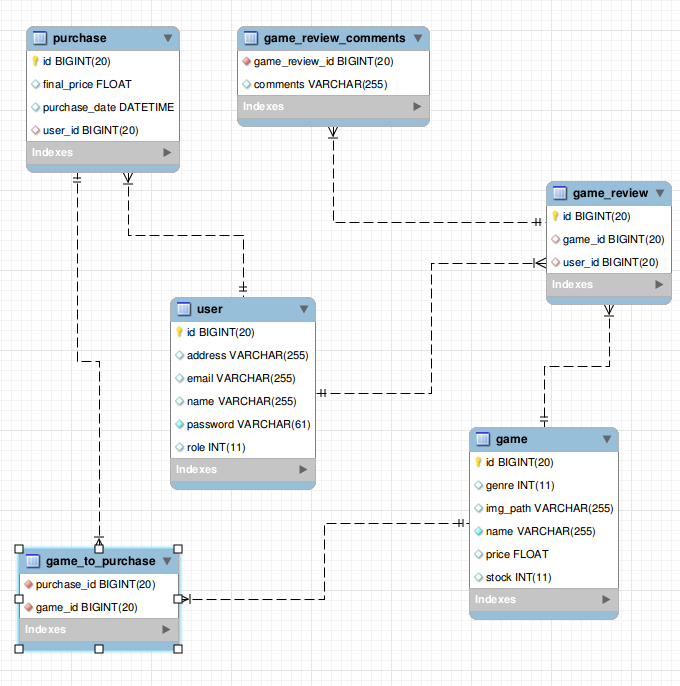 purchase
id BIGINT(20)
final_price FLOAT
purchase_date DATETIME
user_id BIGINT(20)
Indexes
game_review_comments
game_review_id BIGINT(20)
comments VARCHAR(255)
Indexes
game_review
id BIGINT(20)
game_id BIGINT(20)
user_id BIGINT(20)
Indexes
user
id BIGINT(20)
address VARCHAR(255)
email VARCHAR(255)
name VARCHAR(255)
password VARCHAR(61)
role INT(11)
Indexes
game
id BIGINT(20)
genre INT(11)
img_path VARCHAR(255)
name VARCHAR(255)
price FLOAT
stock INT(11)
Indexes
game_to_purchase
purchase_id BIGINT(20)
game_id BIGINT(20)
Indexes